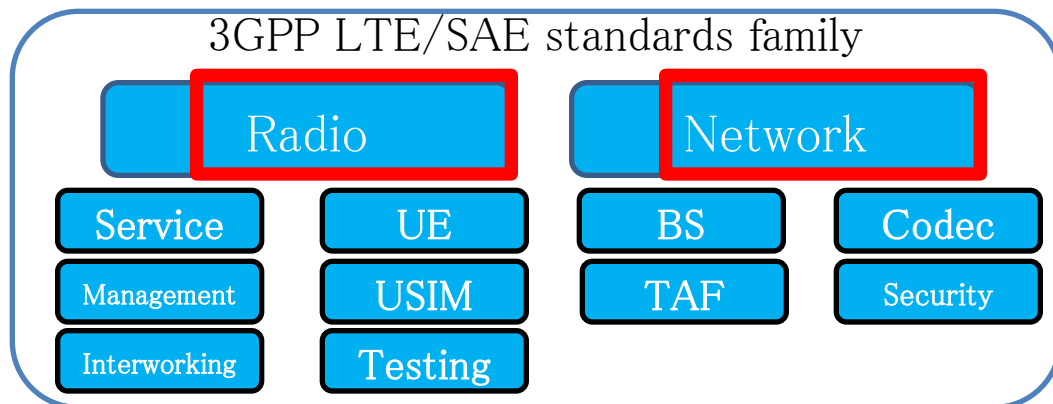 3GPP LTE/SAE standards family
Radio
Network
Service
UE
BS
Codec
Management
USIM
TAF
Security
Interworking
Testing